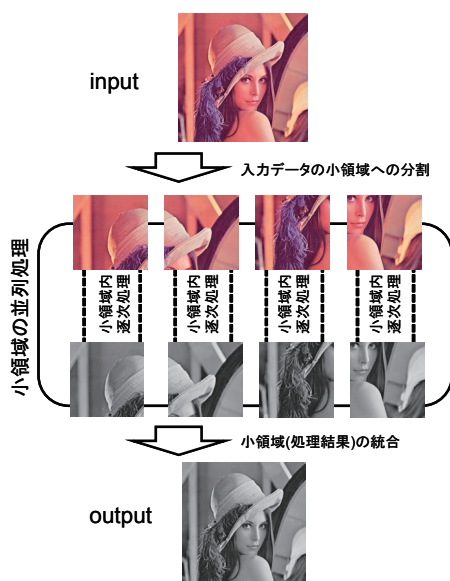 input
入力データの小領域への分割
小領域の並列処理
小領域内
逐次処理
小領域内
逐次処理
小領域内
逐次処理
小領域内
逐次処理
小領域(処理結果)の統合
output